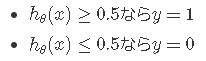 • hθ(x) ≥ 0.5ならy = 1
• hθ(x) ≤ 0.5ならy = 0